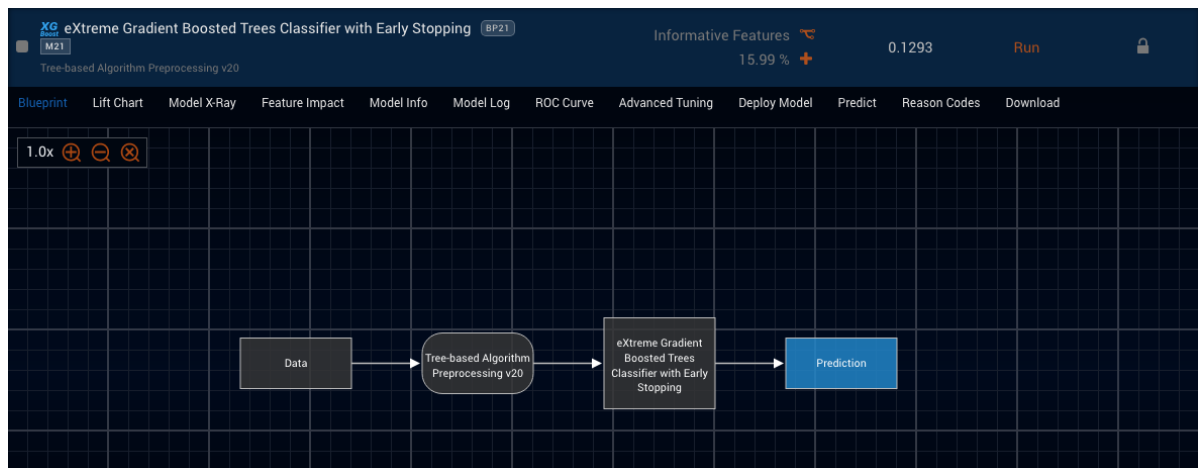 XG Boost eXtreme Gradient Boosted Trees Classifier with Early Stopping BP21
M21
Tree-based Algorithm Preprocessing v20
Informative Features
15.99 %
0.1293
Run
Blueprint Lift Chart Model X-Ray Feature Impact Model Info Model Log ROC Curve Advanced Tuning Deploy Model Predict Reason Codes Download
1.0x
Data
Tree-based Algorithm
Preprocessing v20
eXtreme Gradient
Boosted Trees
Classifier with Early
Stopping
Prediction